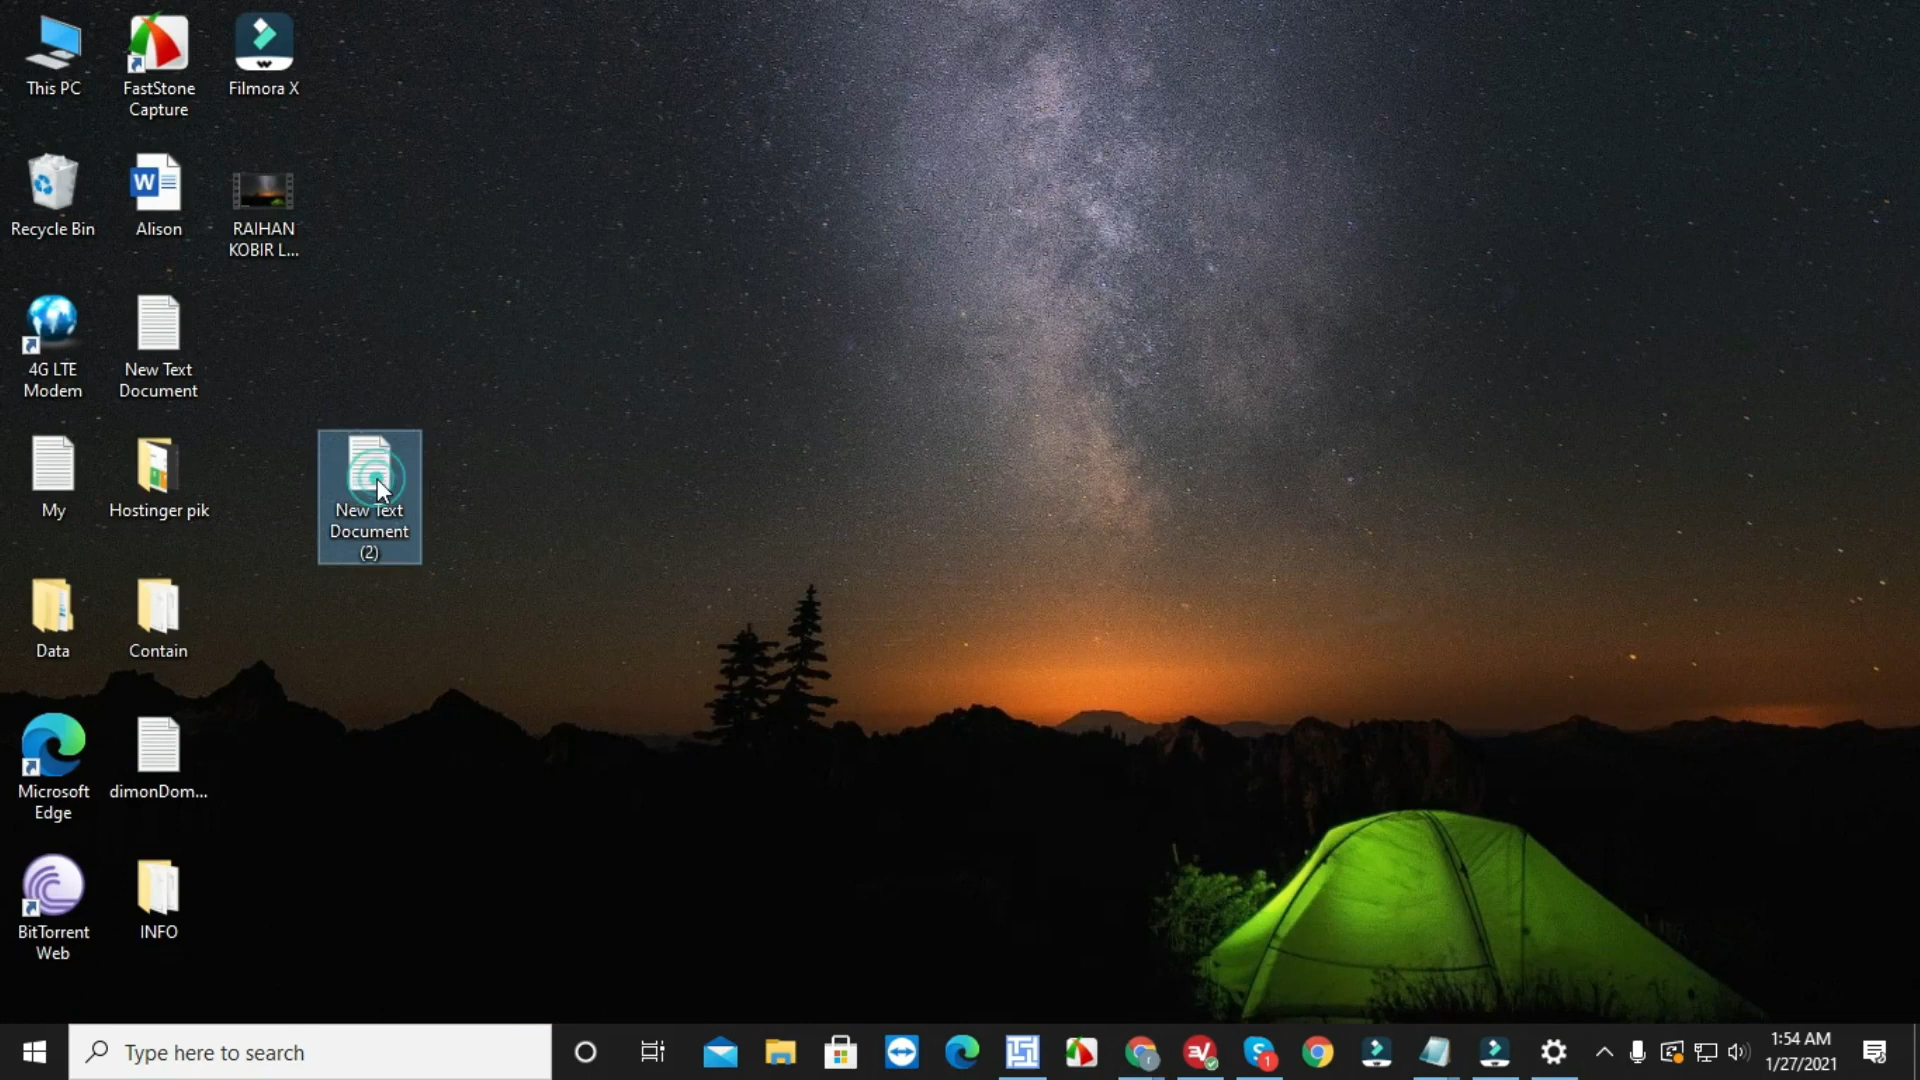 This PC
FastStone
Capture
Filmora X
Recycle Bin
Alison
RAIHAN
KOBIR L...
4G LTE
Modem
New Text
Document
My
Hostinger pik
New Text
Document
(2)
Data
Contain
Microsoft
Edge
dimonDom...
BitTorrent
Web
INFO
Type here to search
1
1:54 AM
1/27/2021